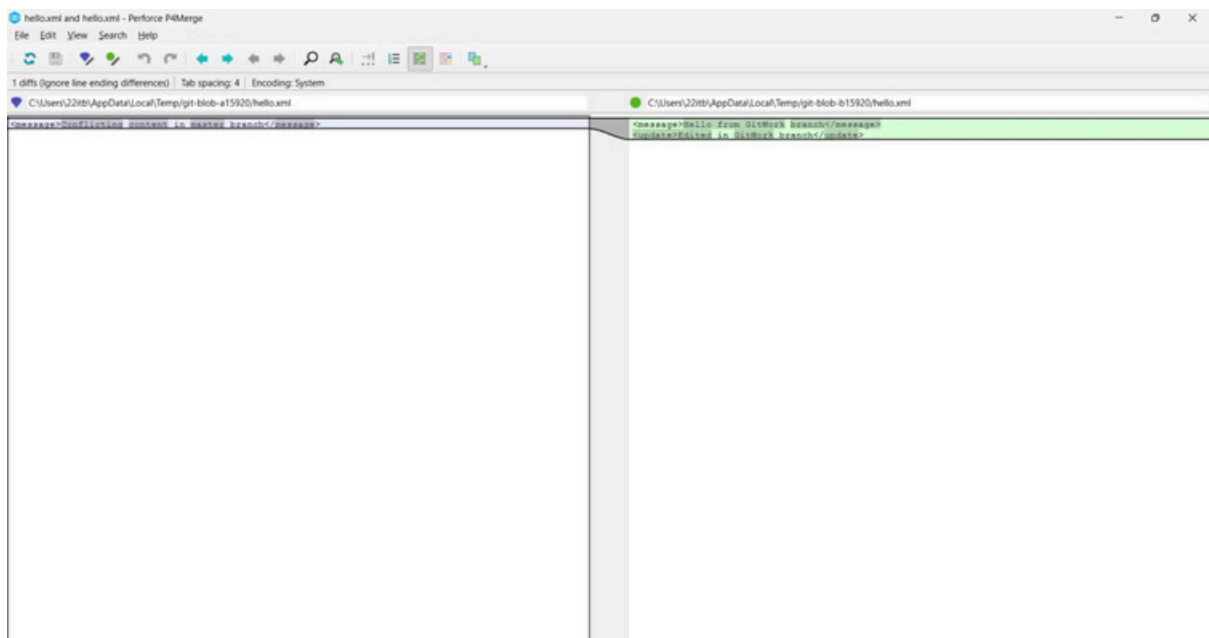 hello.xml and hello.xml - Perforce P4Merge
File Edit View Search Help
1 diffs (Ignore line ending differences) Tab spacing: 4 Encoding: System
C:\Users\22itb\AppData\Local\Temp/git-blob-a15920/hello.xml
C:\Users\22itb\AppData\Local\Temp/git-blob-b15920/hello.xml
<message>Conflicting content in master branch</message>
<message>Hello from GitWork branch</message>
<update>Edited in GitWork branch</update>